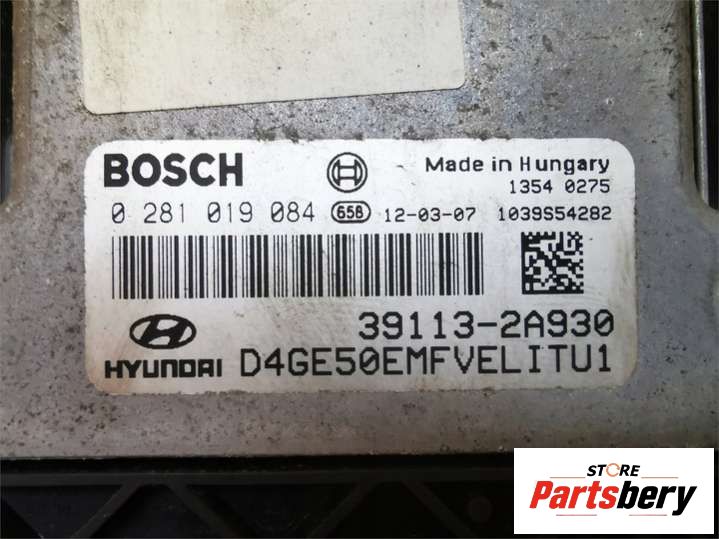 BOSCH
Made in Hungary
1354 0275
0 281 019 084 658 12-03-07 1039S54282
39113-2A930
HYUNDAI D4GE50EMFVELITU1
STORE
Partsbery